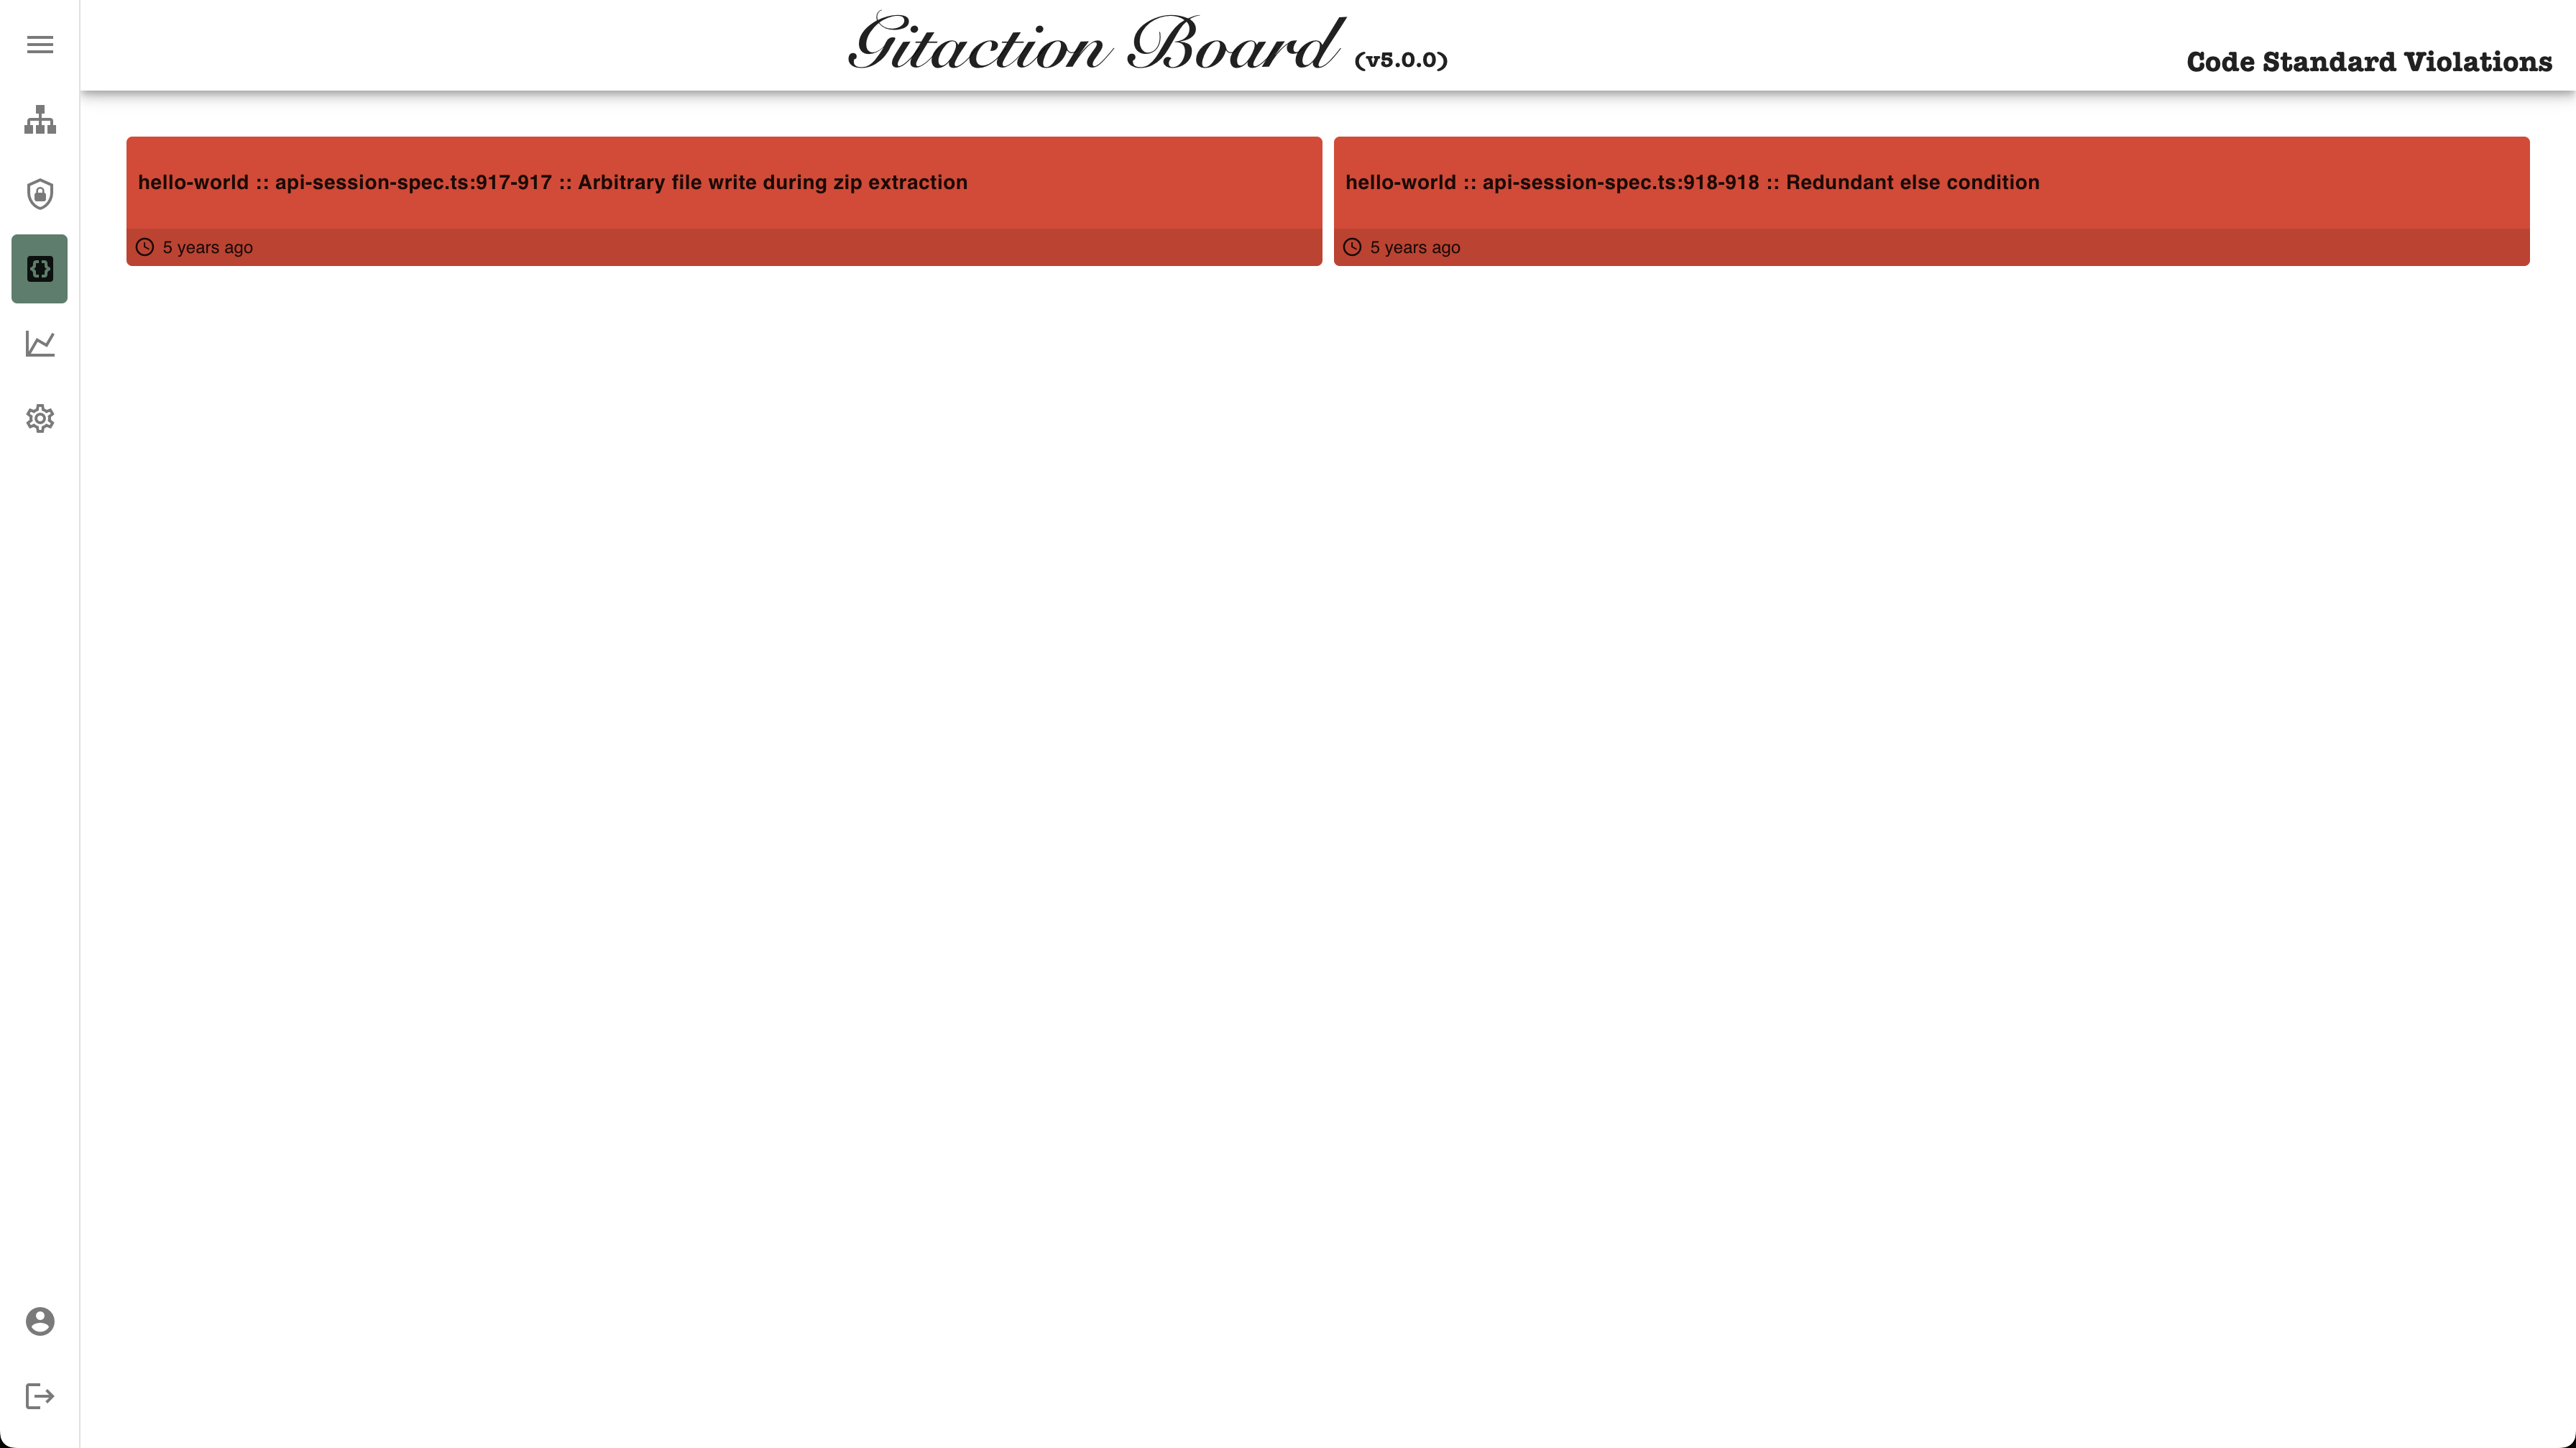 Gitaction Board (v5.0.0)
Code Standard Violations
hello-world :: api-session-spec.ts:917-917 :: Arbitrary file write during zip extraction
5 years ago
hello-world :: api-session-spec.ts:918-918 :: Redundant else condition
5 years ago